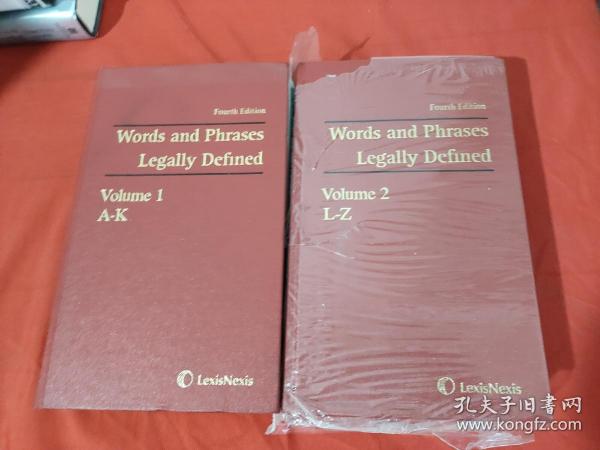 Fourth Edition
Words and Phrases
Legally Defined
Volume 1
A-K
LexisNexis
Fourth Edition
Words and Phrases
Legally Defined
Volume 2
L-Z
LexisNexis
孔夫子旧书网
www.kongfz.com